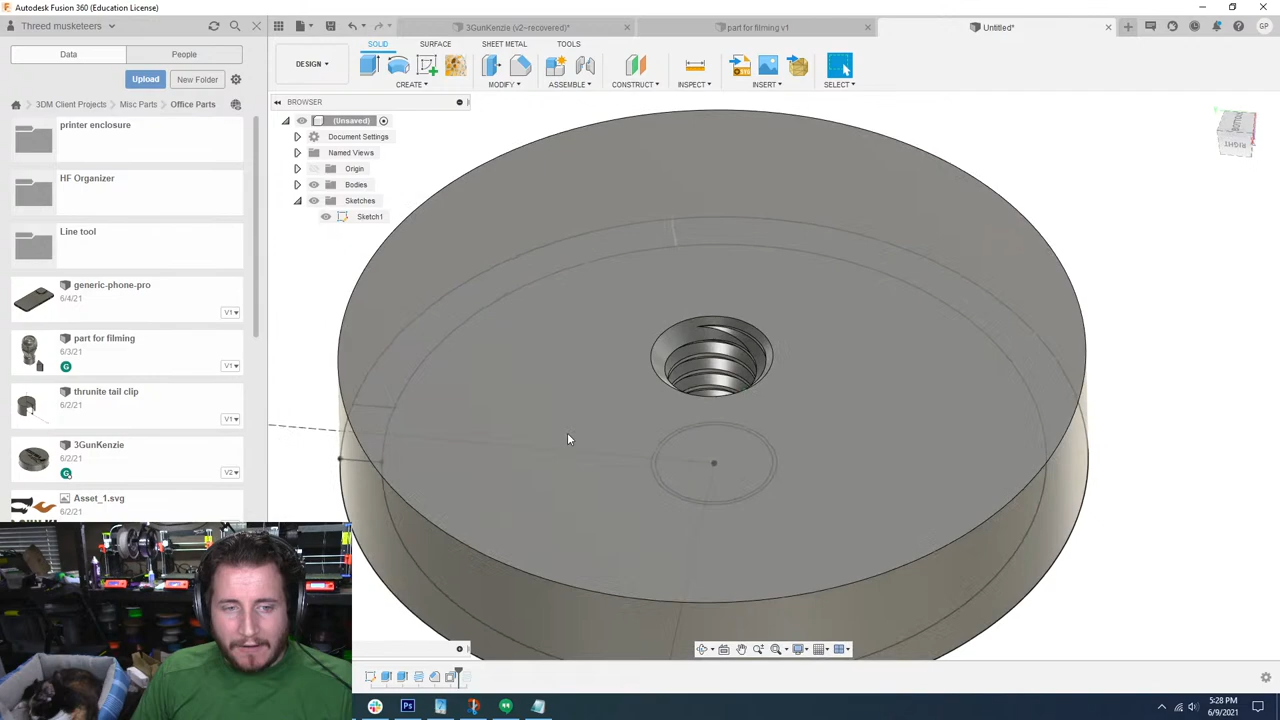 Autodesk Fusion 360 (Education License)
Threed musketeers
3GunKenzie (v2~recovered)*
part for filming v1
Untitled*
GP
Data
People
Upload
New Folder
3DM Client Projects
Misc Parts
Office Parts
printer enclosure
HF Organizer
Line tool
generic-phone-pro
6/4/21
V1
part for filming
6/3/21
G
V1
thrunite tail clip
6/2/21
V1
3GunKenzie
6/2/21
G
V2
Asset_1.svg
6/2/21
DESIGN
SOLID
SURFACE
SHEET METAL
TOOLS
CREATE
MODIFY
ASSEMBLE
CONSTRUCT
INSPECT
INSERT
SELECT
BROWSER
(Unsaved)
Document Settings
Named Views
Origin
Bodies
Sketches
Sketch1
RIGHT
Ps
5:28 PM
6/9/2021